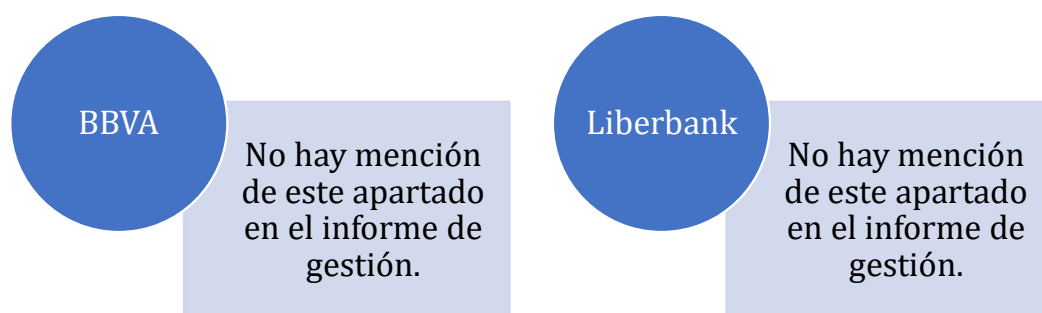 BBVA
No hay mención
de este apartado
en el informe de
gestión.
Liberbank
No hay mención
de este apartado
en el informe de
gestión.